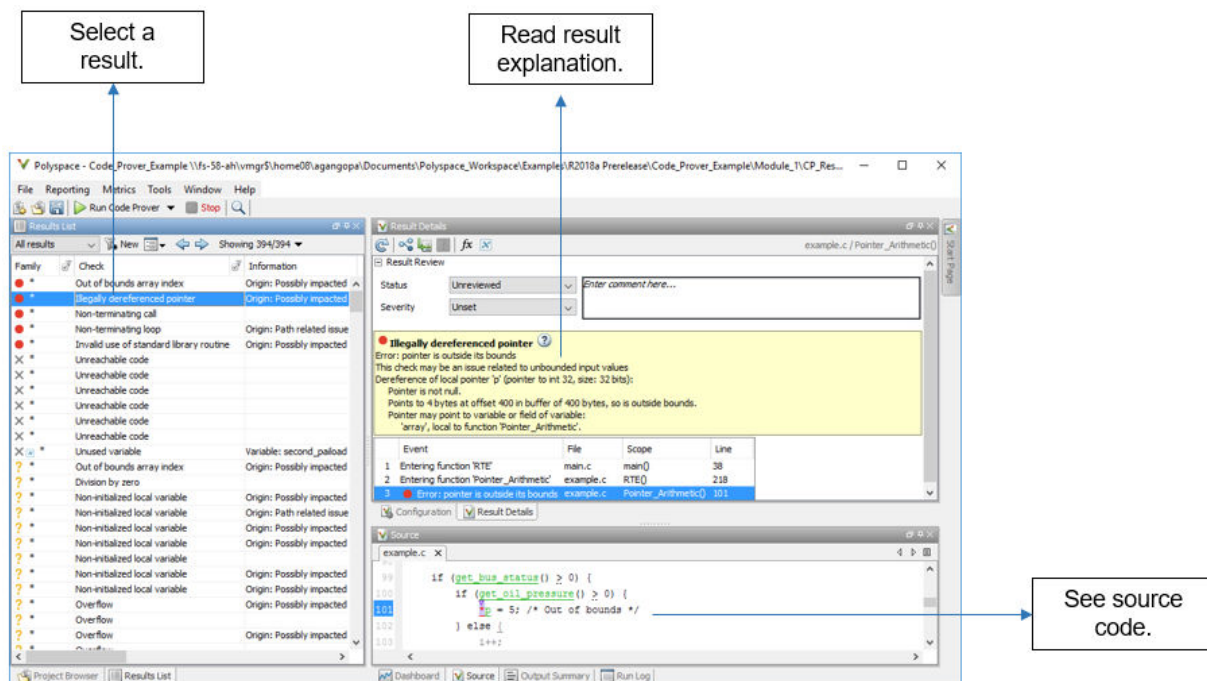 Select a
result.
Read result
explanation.
Polyspace - Code_Prover_Example \\fs-58-ah\vmgr$\home08\agangopa\Documents\Polyspace_Workspace\Examples\R2018a Prerelease\Code_Prover_Example\Module_1\CP_Res...
File Reporting Metrics Tools Window Help
Run Code Prover Stop
Results List
All results New Showing 394/394
Family Check Information
* Out of bounds array index Origin: Possibly impacted
* Illegally dereferenced pointer Origin: Possibly impacted
* Non-terminating call
* Non-terminating loop Origin: Path related issue
* Invalid use of standard library routine Origin: Possibly impacted
X * Unreachable code
X * Unreachable code
X * Unreachable code
X * Unreachable code
X * Unreachable code
X * Unreachable code
X x * Unused variable Variable: second_paiload
? * Out of bounds array index Origin: Possibly impacted
? * Division by zero
? * Non-initialized local variable Origin: Possibly impacted
? * Non-initialized local variable Origin: Path related issue
? * Non-initialized local variable Origin: Possibly impacted
? * Non-initialized local variable Origin: Possibly impacted
? * Non-initialized local variable
? * Non-initialized local variable Origin: Possibly impacted
? * Non-initialized local variable Origin: Possibly impacted
? * Overflow Origin: Possibly impacted
? * Overflow
? * Overflow Origin: Possibly impacted
Project Browser Results List
Result Details
fx x example.c / Pointer_Arithmetic()
Result Review
Status Unreviewed Enter comment here...
Severity Unset
Illegally dereferenced pointer ?
Error: pointer is outside its bounds
This check may be an issue related to unbounded input values
Dereference of local pointer 'p' (pointer to int 32, size: 32 bits):
Pointer is not null.
Points to 4 bytes at offset 400 in buffer of 400 bytes, so is outside bounds.
Pointer may point to variable or field of variable:
'array', local to function 'Pointer_Arithmetic'.
Event File Scope Line
1 Entering function 'RTE' main.c main() 38
2 Entering function 'Pointer_Arithmetic' example.c RTE() 218
3 Error: pointer is outside its bounds example.c Pointer_Arithmetic() 101
Configuration Result Details
Start Page
Source
example.c X
99 if (get_bus_status() > 0) {
100 if (get_oil_pressure() > 0) {
101 *p = 5; /* Out of bounds */
102 } else {
103 i++;
Dashboard Source Output Summary Run Log
See source
code.